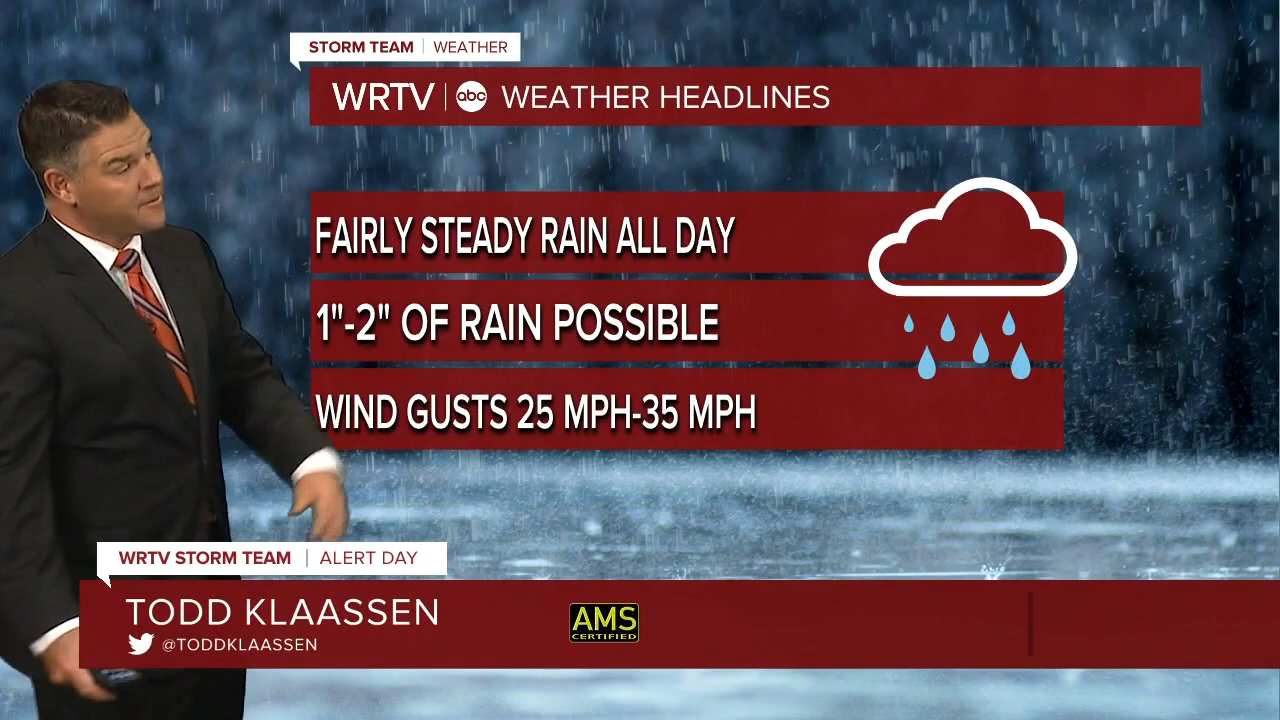 STORM TEAM | WEATHER
WRTV | abc WEATHER HEADLINES
FAIRLY STEADY RAIN ALL DAY
1"-2" OF RAIN POSSIBLE
WIND GUSTS 25 MPH-35 MPH
WRTV STORM TEAM | ALERT DAY
TODD KLAASSEN
@TODDKLAASSEN
AMS
CERTIFIED